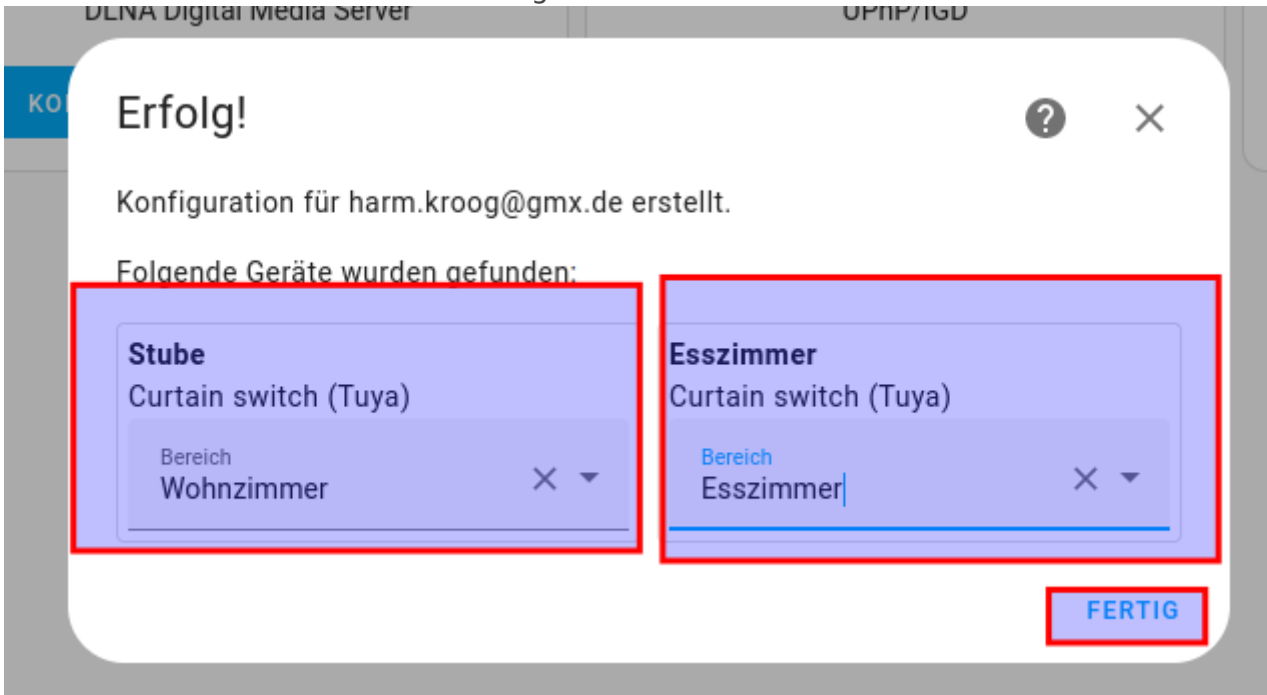 DLNA Digital Media Server
UPnP/IGD
KO
Erfolg!
Konfiguration für harm.kroog@gmx.de erstellt.
Folgende Geräte wurden gefunden:
Stube
Curtain switch (Tuya)
Bereich
Wohnzimmer
Esszimmer
Curtain switch (Tuya)
Bereich
Esszimmer
FERTIG